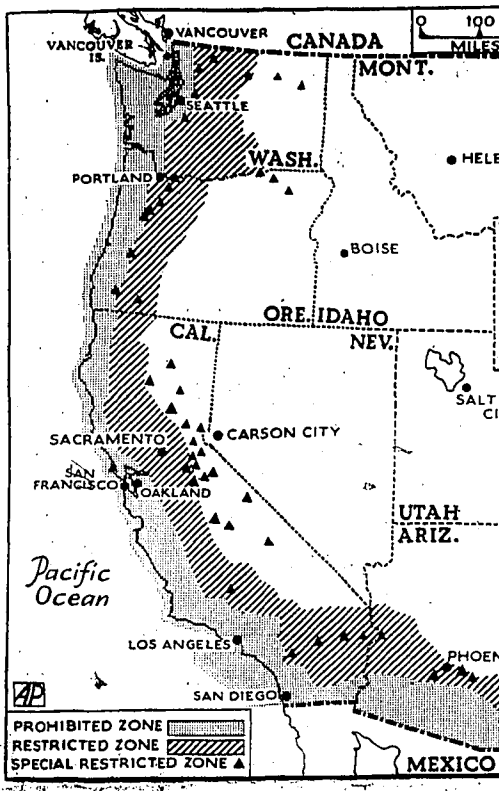 VANCOUVER
0 100
MILES
VANCOUVER
IS.
CANADA
MONT.
SEATTLE
HELE
WASH.
PORTLAND
BOISE
ORE. IDAHO
CAL.
NEV.
SALT
CI
SACRAMENTO
CARSON CITY
SAN
FRANCISCO
OAKLAND
UTAH
ARIZ.
Pacific
Ocean
LOS ANGELES
PHOEN
SAN DIEGO
AP
PROHIBITED ZONE
RESTRICTED ZONE
SPECIAL RESTRICTED ZONE
MEXICO